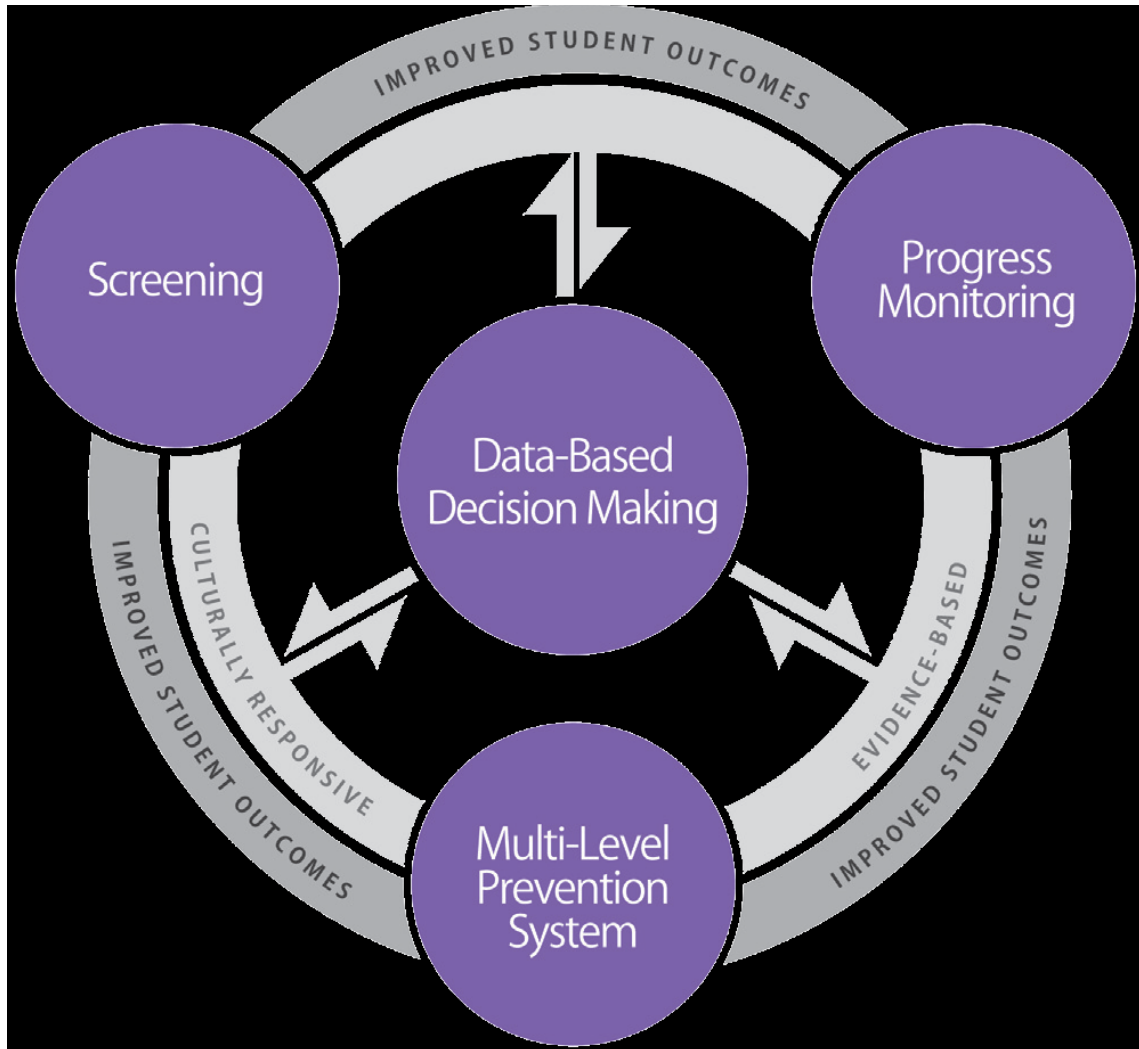 IMPROVED STUDENT OUTCOMES
Screening
Progress
Monitoring
Data-Based
Decision Making
CULTURALLY RESPONSIVE
IMPROVED STUDENT OUTCOMES
EVIDENCE-BASED
IMPROVED STUDENT OUTCOMES
Multi-Level
Prevention
System